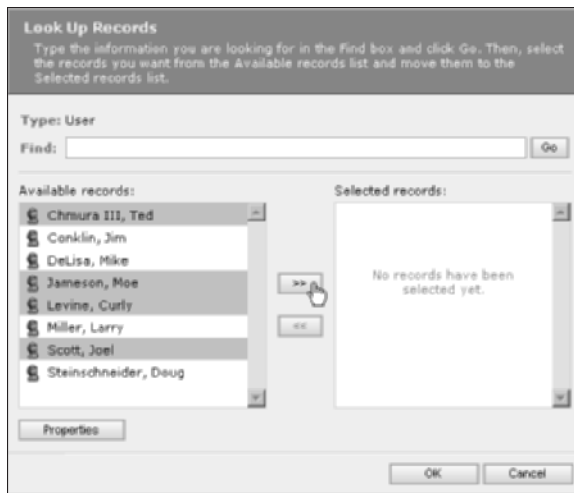 Look Up Records
Type the information you are looking for in the Find box and click Go. Then, select
the records you want from the Available records list and move them to the
Selected records list.
Type: User
Find:
Go
Available records:
Selected records:
Chmura III, Ted
Conklin, Jim
DeLisa, Mike
Jameson, Moe
Levine, Curly
Miller, Larry
Scott, Joel
Steinschneider, Doug
>>
<<
No records have been
selected yet.
Properties
OK
Cancel